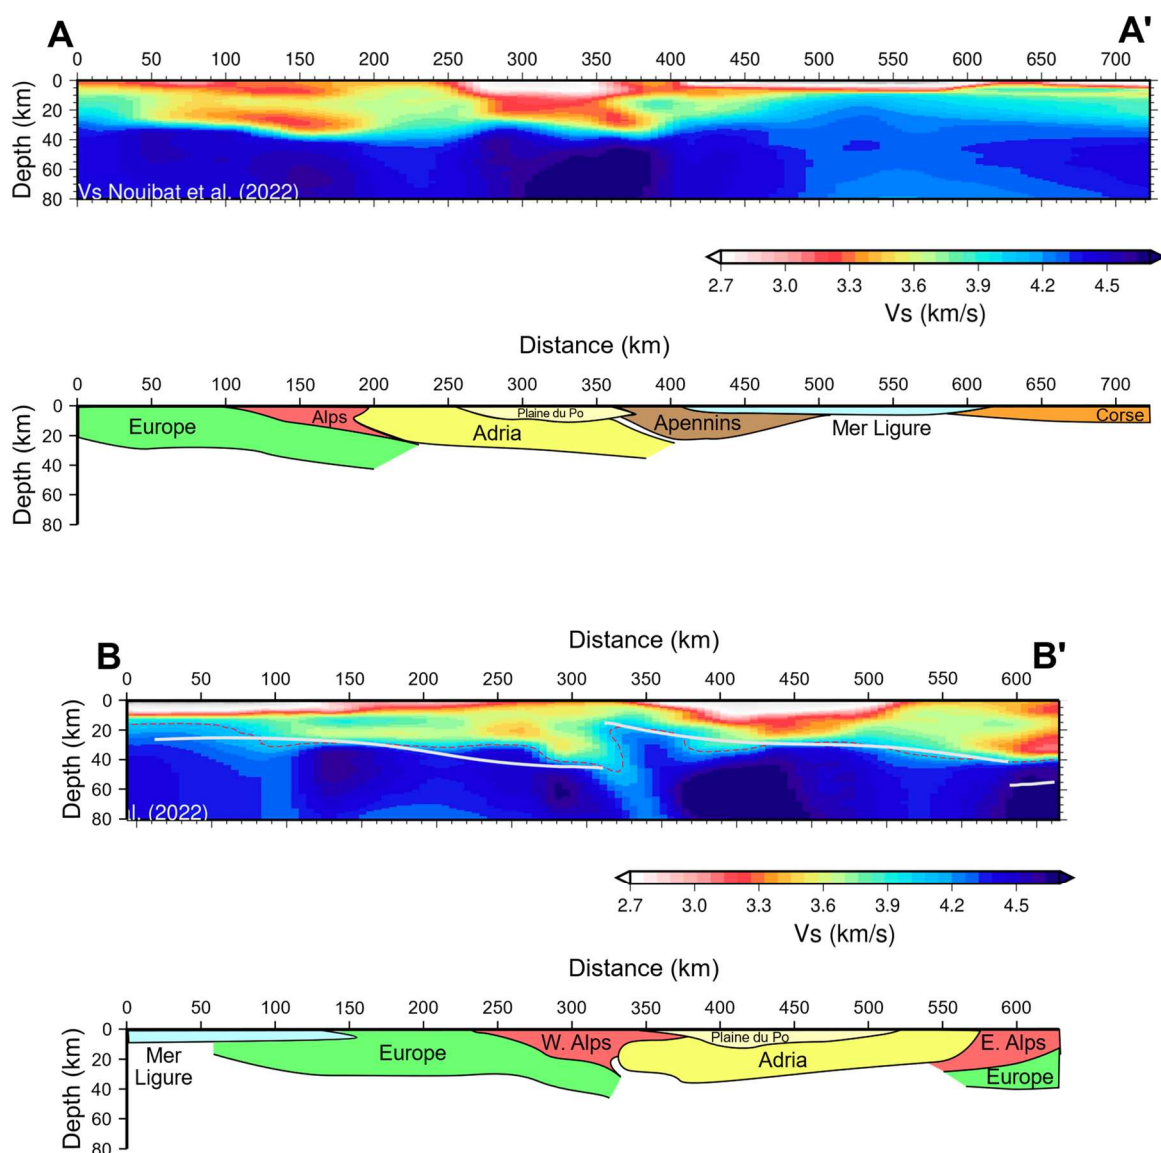 A
A'
0 50 100 150 200 250 300 350 400 450 500 550 600 650 700
Depth (km)
0
20
40
60
80
Vs Nouibat et al. (2022)
2.7 3.0 3.3 3.6 3.9 4.2 4.5
Vs (km/s)
Distance (km)
0 50 100 150 200 250 300 350 400 450 500 550 600 650 700
Depth (km)
0
20
40
60
80
Europe
Alps
Adria
Plaine du Po
Apennins
Mer Ligure
Corse
Distance (km)
B
B'
0 50 100 150 200 250 300 350 400 450 500 550 600
Depth (km)
0
20
40
60
80
l. (2022)
2.7 3.0 3.3 3.6 3.9 4.2 4.5
Vs (km/s)
Distance (km)
0 50 100 150 200 250 300 350 400 450 500 550 600
Depth (km)
0
20
40
60
80
Mer
Ligure
Europe
W. Alps
Plaine du Po
Adria
E. Alps
Europe